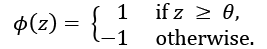 ϕ(z) = { 1 if z ≥ θ,
−1 otherwise.